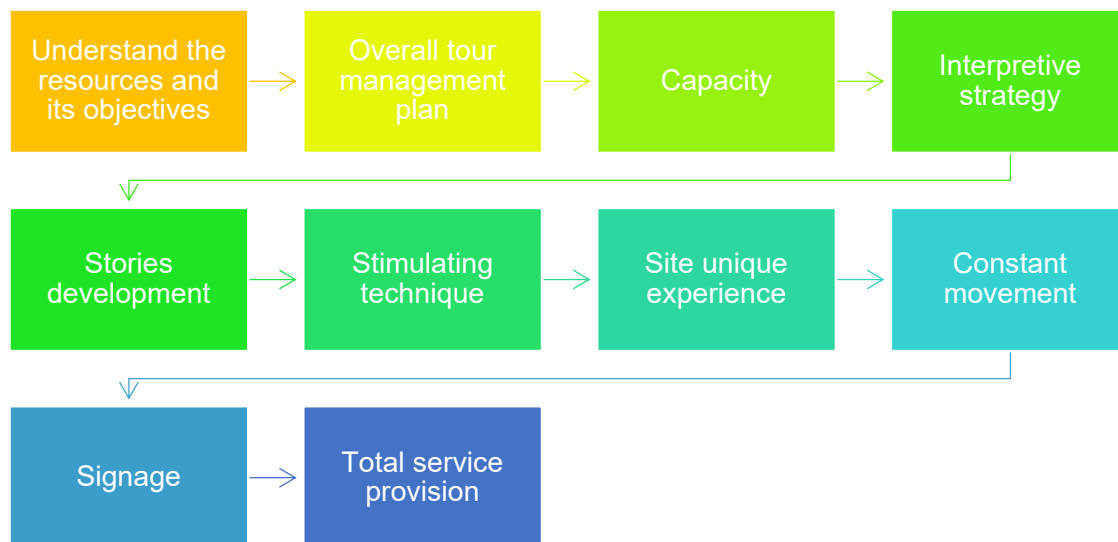 Understand the
resources and
its objectives
Overall tour
management
plan
Capacity
Interpretive
strategy
Stories
development
Stimulating
technique
Site unique
experience
Constant
movement
Signage
Total service
provision